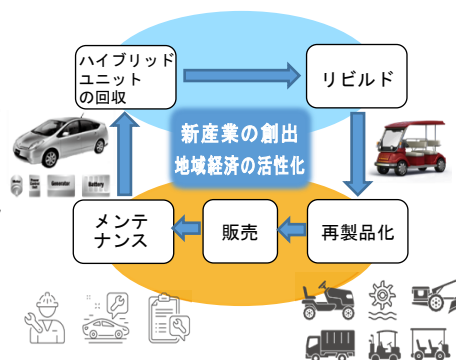 ハイブリッド
ユニット
の回収
リビルド
新産業の創出
地域経済の活性化
メンテ
ナンス
販売
再製品化
Generator
Battery